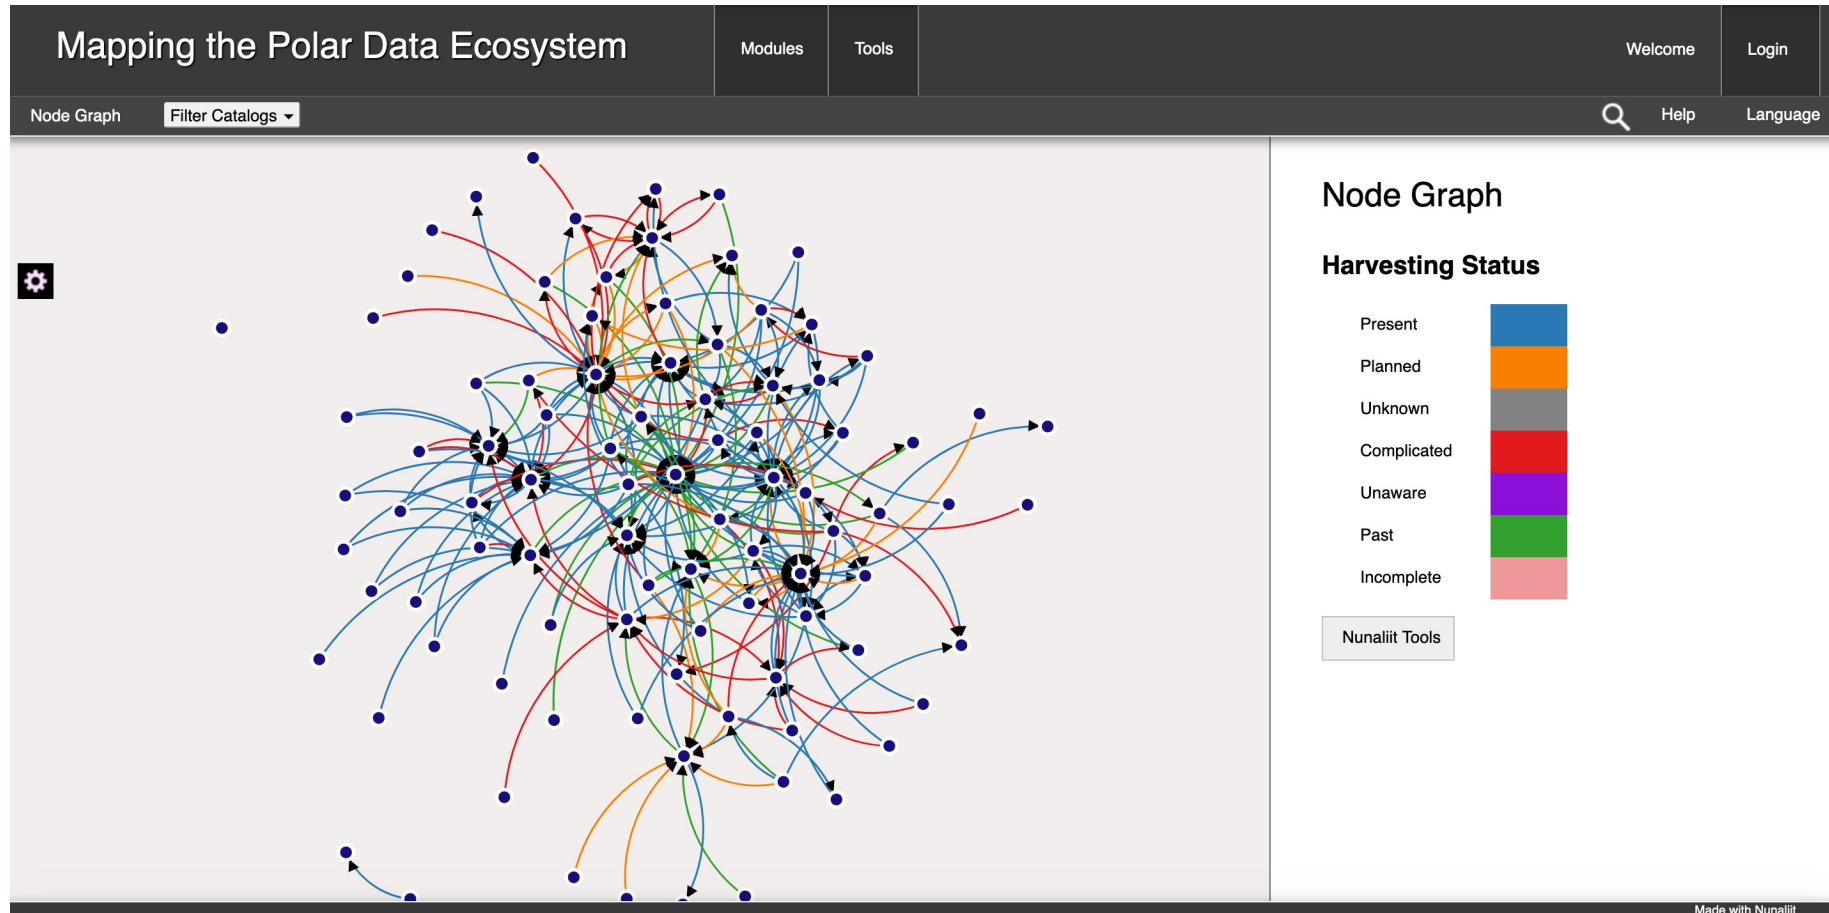 Mapping the Polar Data Ecosystem
Modules
Tools
Welcome
Login
Node Graph
Filter Catalogs
Help
Language
Node Graph
Harvesting Status
Present
Planned
Unknown
Complicated
Unaware
Past
Incomplete
Nunaliit Tools
Made with Nunaliit